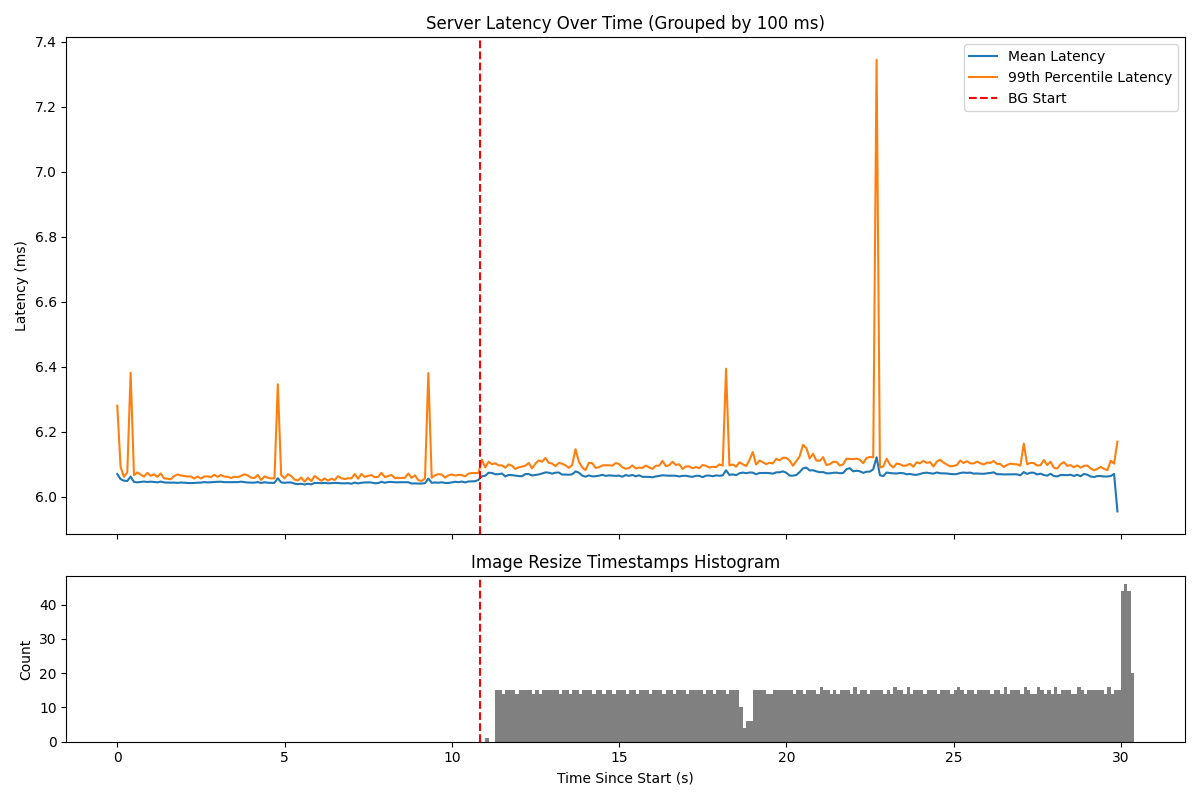 Server Latency Over Time (Grouped by 100 ms)
7.4
7.2
7.0
6.8
6.6
6.4
6.2
6.0
Latency (ms)
Mean Latency
99th Percentile Latency
BG Start
Image Resize Timestamps Histogram
40
30
20
10
0
Count
0 5 10 15 20 25 30
Time Since Start (s)